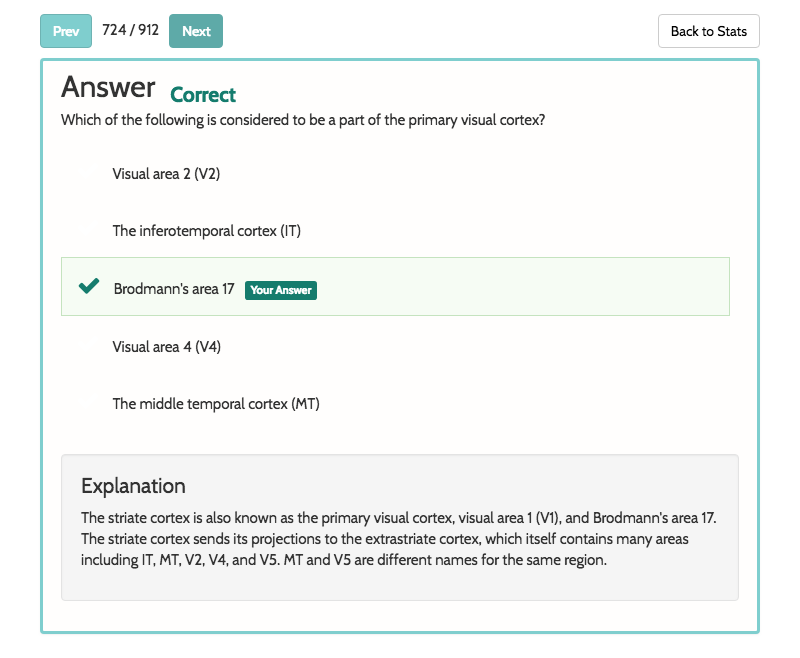 Prev 724 / 912 Next Back to Stats
Answer Correct
Which of the following is considered to be a part of the primary visual cortex?
Visual area 2 (V2)
The inferotemporal cortex (IT)
Brodmann's area 17 Your Answer
Visual area 4 (V4)
The middle temporal cortex (MT)
Explanation
The striate cortex is also known as the primary visual cortex, visual area 1 (V1), and Brodmann's area 17.
The striate cortex sends its projections to the extrastriate cortex, which itself contains many areas
including IT, MT, V2, V4, and V5. MT and V5 are different names for the same region.